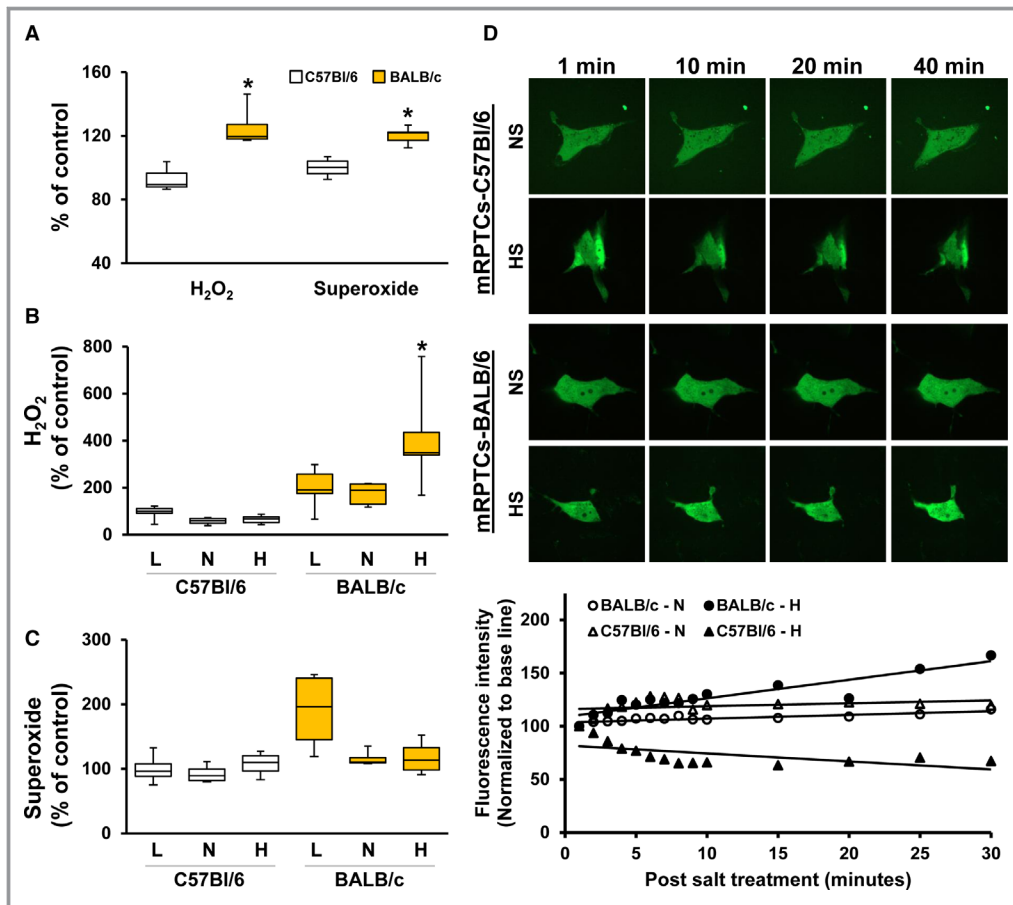 A
160
120
80
40
% of control
*
*
C57Bl/6
BALB/c
H₂O₂
Superoxide
B
800
600
400
200
0
H₂O₂
(% of control)
*
L N H L N H
C57Bl/6 BALB/c
C
300
200
100
0
Superoxide
(% of control)
L N H L N H
C57Bl/6 BALB/c
D
1 min 10 min 20 min 40 min
mRPTCs-C57Bl/6
NS
HS
mRPTCs-BALB/6
NS
HS
Fluorescence intensity
(Normalized to base line)
200
150
100
50
0
BALB/c - N BALB/c - H
C57Bl/6 - N C57Bl/6 - H
0 5 10 15 20 25 30
Post salt treatment (minutes)